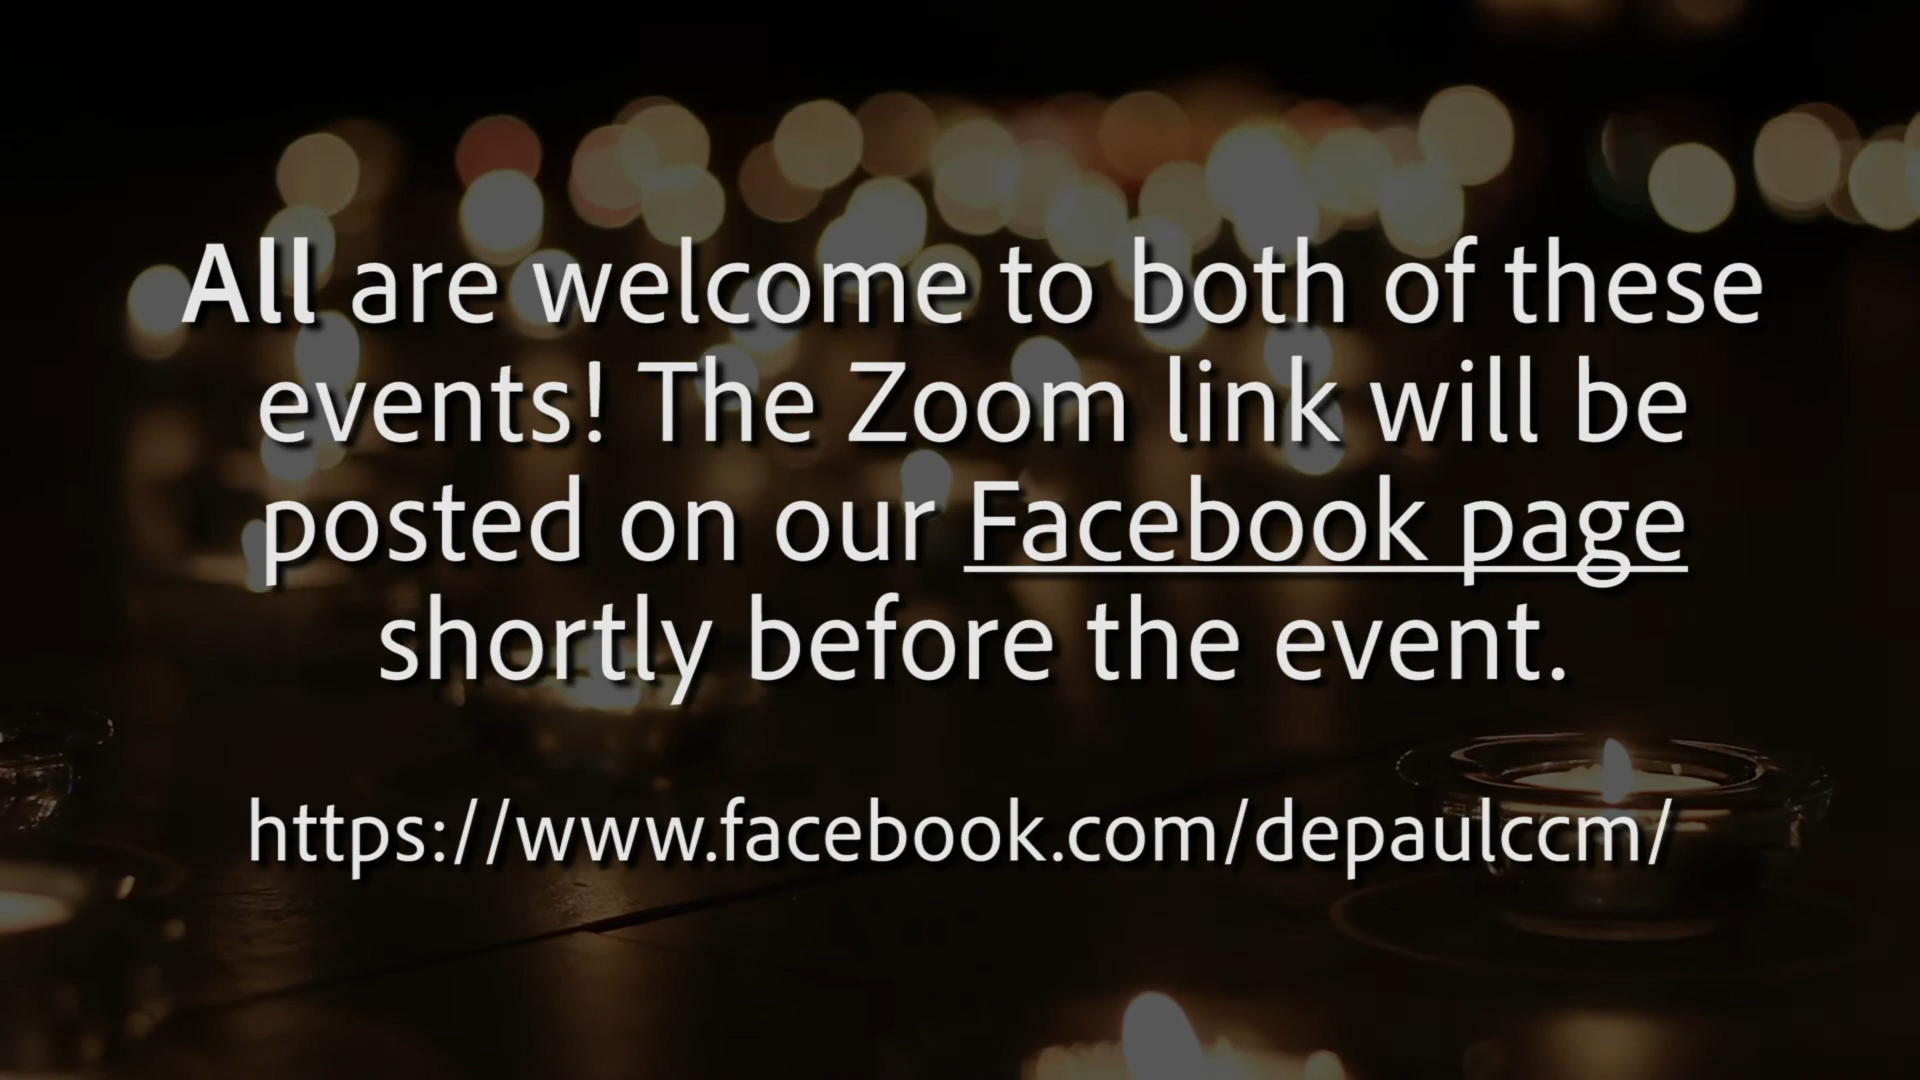 All are welcome to both of these
events! The Zoom link will be
posted on our Facebook page
shortly before the event.
https://www.facebook.com/depaulccm/